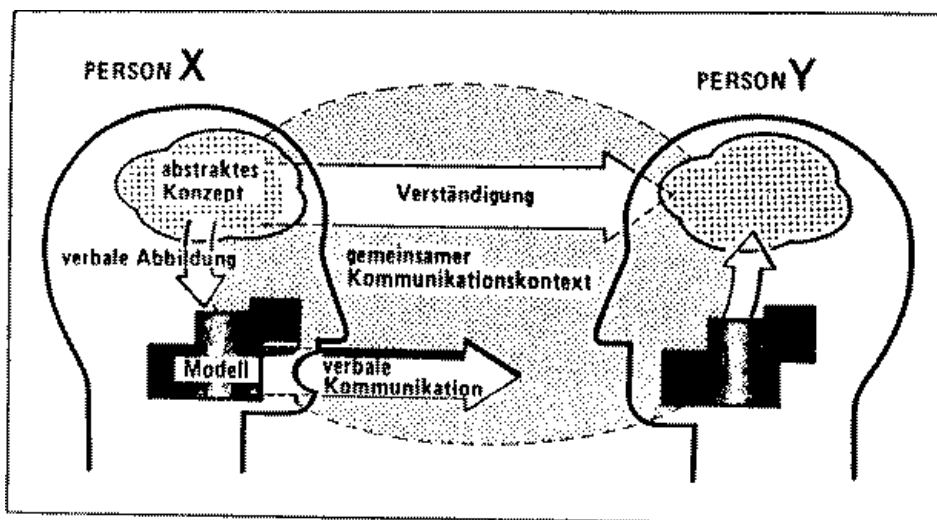 PERSON X
PERSON Y
abstraktes
Konzept
Verständigung
verbale Abbildung
gemeinsamer
Kommunikationskontext
Modell
verbale
Kommunikation